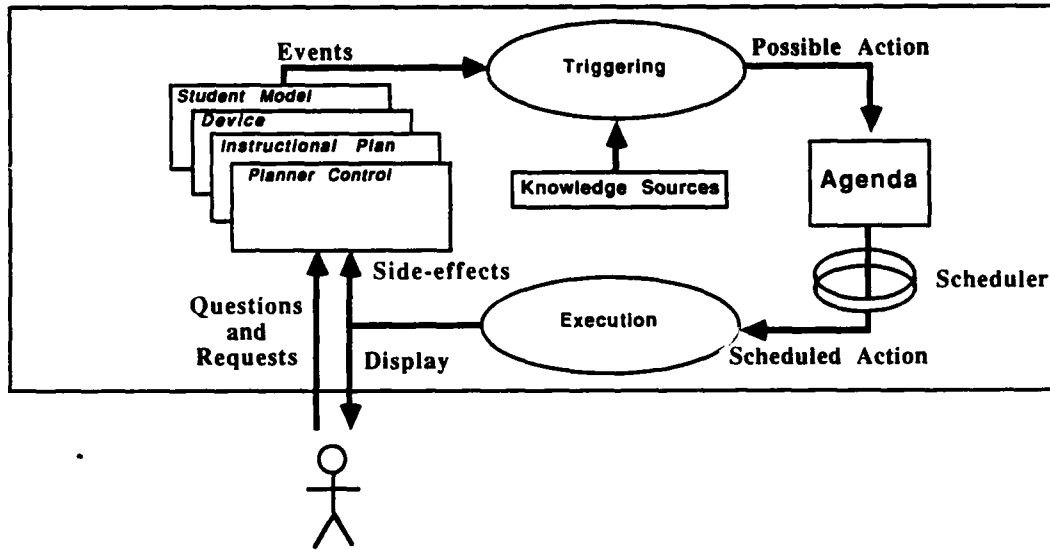 Events
Triggering
Possible Action
Student Model
Device
Instructional Plan
Planner Control
Knowledge Sources
Agenda
Side-effects
Scheduler
Questions
and
Requests
Execution
Display
Scheduled Action